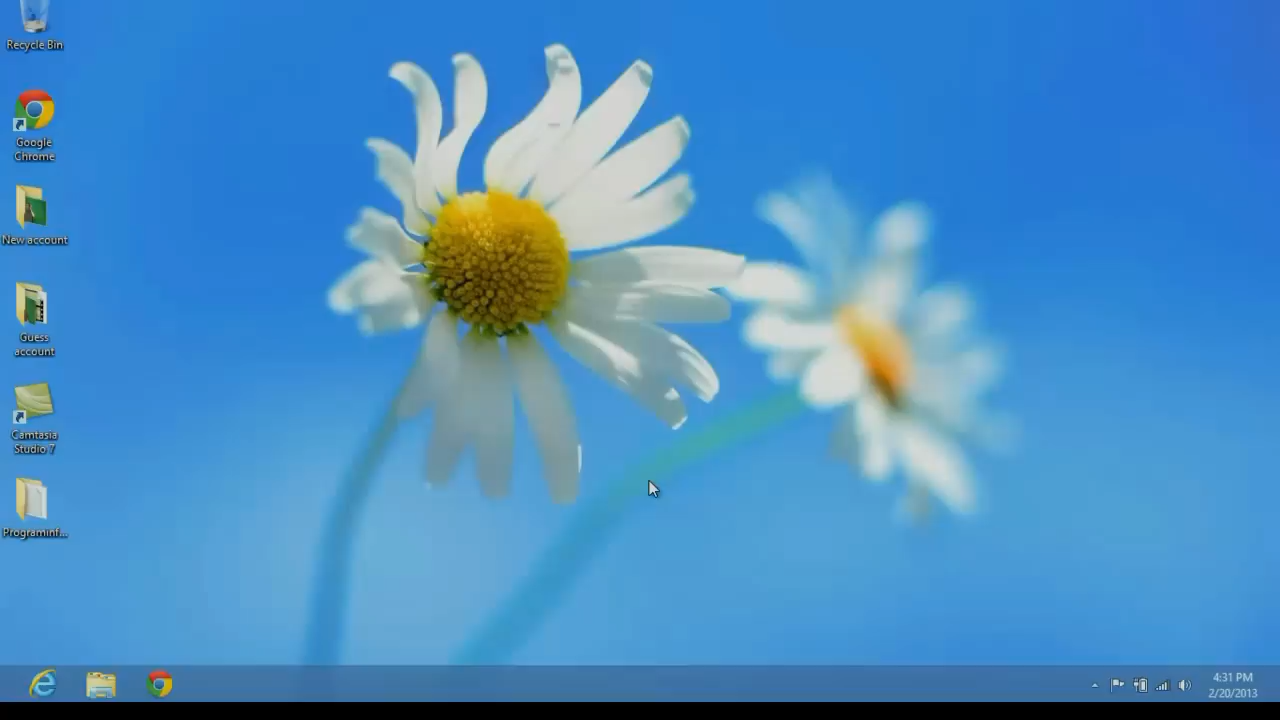 Recycle Bin
Google
Chrome
New account
Guess
account
Camtasia
Studio 7
Programinf...
4:31 PM
2/20/2013